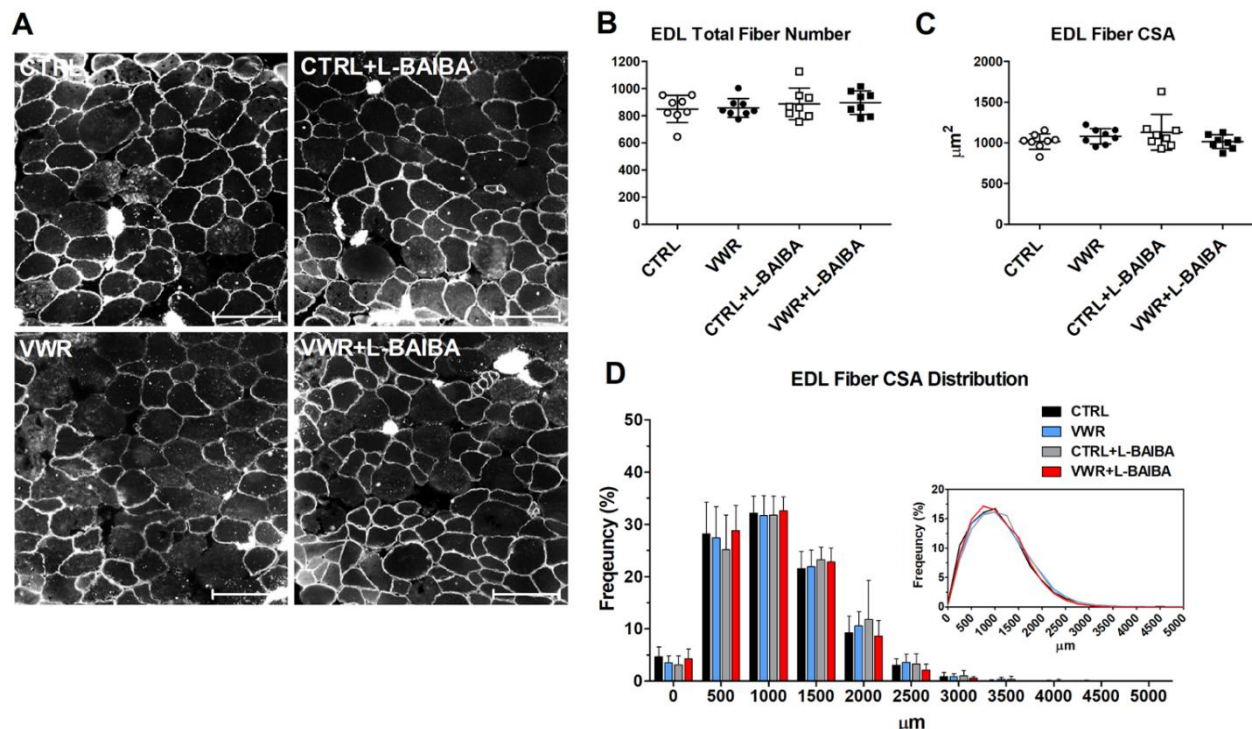 A
CTRL
CTRL+L-BAIBA
VWR
VWR+L-BAIBA
B
EDL Total Fiber Number
1200
1000
800
600
400
200
0
CTRL
VWR
CTRL+L-BAIBA
VWR+L-BAIBA
C
EDL Fiber CSA
μm²
2000
1500
1000
500
0
CTRL
VWR
CTRL+L-BAIBA
VWR+L-BAIBA
D
EDL Fiber CSA Distribution
Freqeuncy (%)
50
40
30
20
10
0
0 500 1000 1500 2000 2500 3000 3500 4000 4500 5000
μm
CTRL
VWR
CTRL+L-BAIBA
VWR+L-BAIBA
Freqeuncy (%)
20
15
10
5
0
0 500 1000 1500 2000 2500 3000 3500 4000 4500 5000
μm